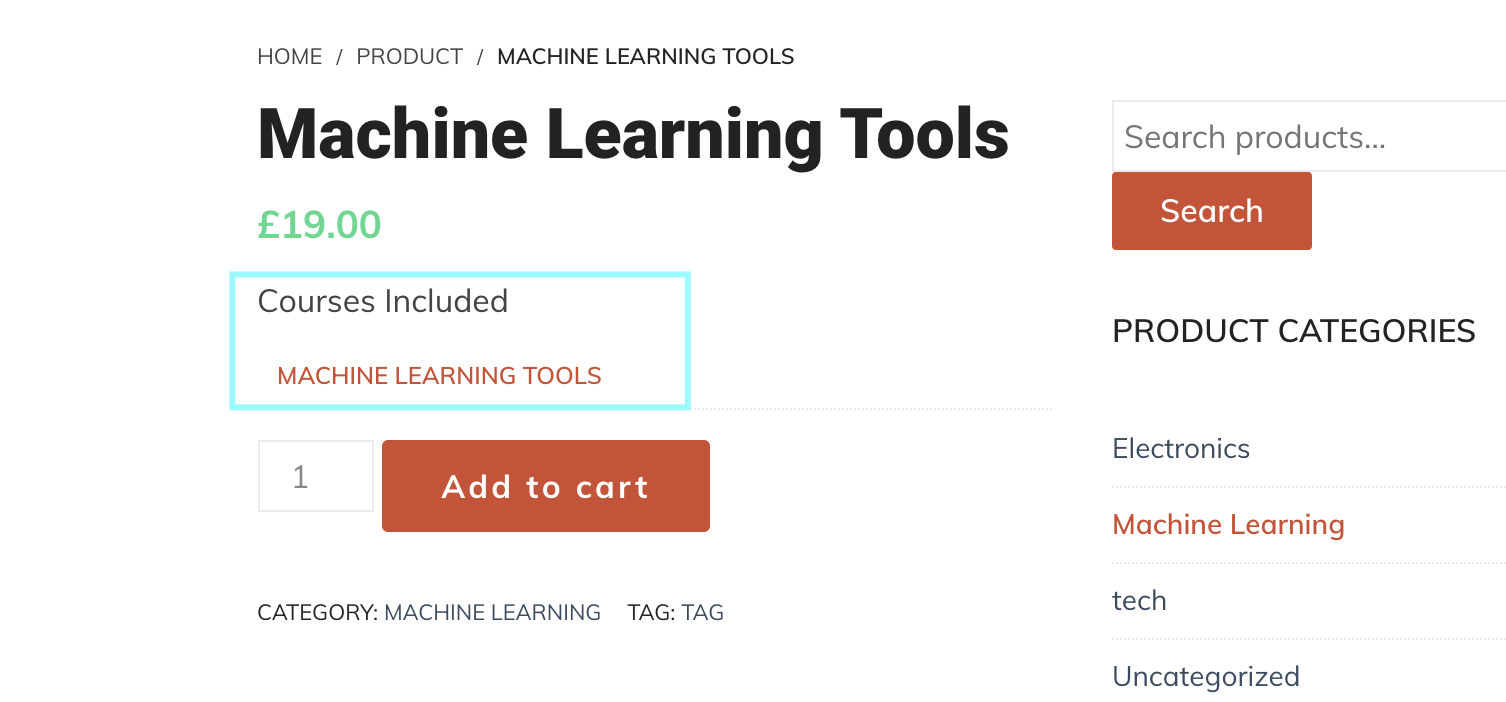 HOME / PRODUCT / MACHINE LEARNING TOOLS
Machine Learning Tools
£19.00
Courses Included
MACHINE LEARNING TOOLS
1
Add to cart
CATEGORY: MACHINE LEARNING TAG: TAG
Search products...
Search
PRODUCT CATEGORIES
Electronics
Machine Learning
tech
Uncategorized